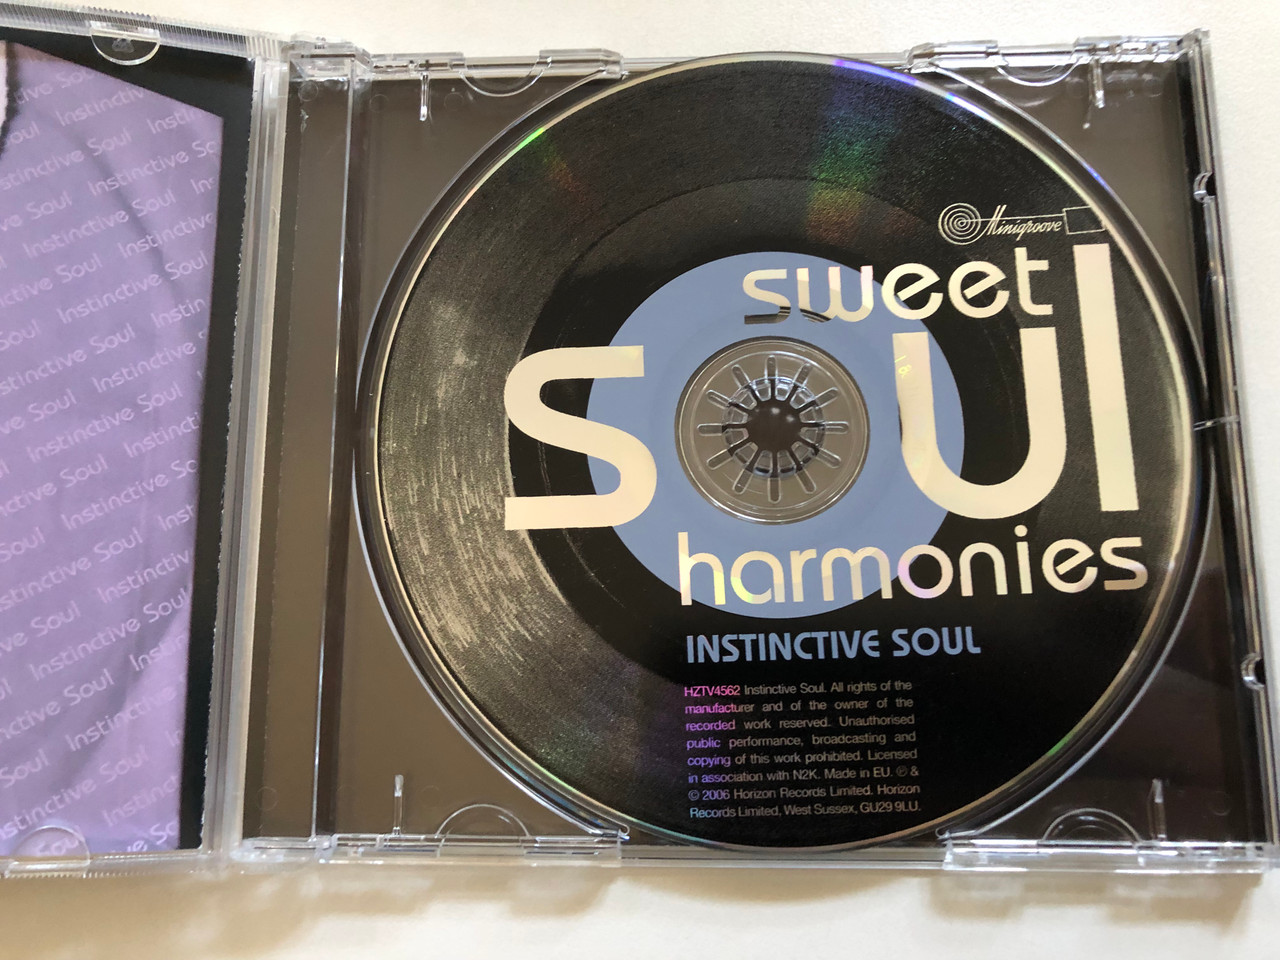 Minigroove
sweet
soul
harmonies
INSTINCTIVE SOUL
HZTV4562 Instinctive Soul. All rights of the
manufacturer and of the owner of the
recorded work reserved. Unauthorised
public performance, broadcasting and
copying of this work prohibited. Licensed
in association with N2K. Made in EU. ℗ &
© 2006 Horizon Records Limited. Horizon
Records Limited, West Sussex, GU29 9LU.
Instinctive Soul Instinctive Soul
Instinctive Soul Instinctive Soul
Instinctive Soul Instinctive Soul